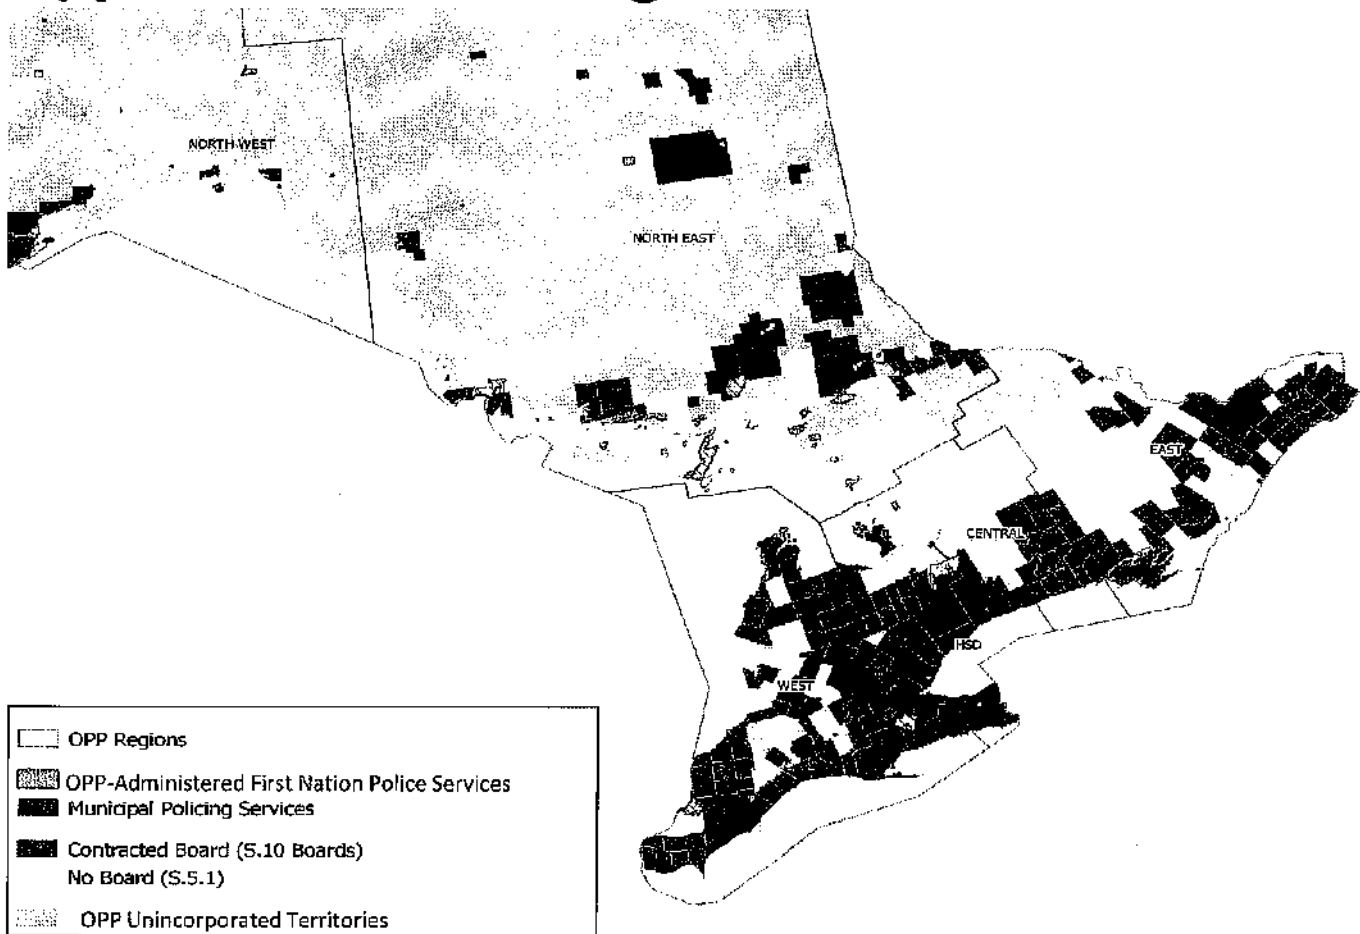 NORTH WEST
NORTH EAST
EAST
CENTRAL
HSD
WEST
OPP Regions
OPP-Administered First Nation Police Services
Municipal Policing Services
Contracted Board (S.10 Boards)
No Board (S.5.1)
OPP Unincorporated Territories